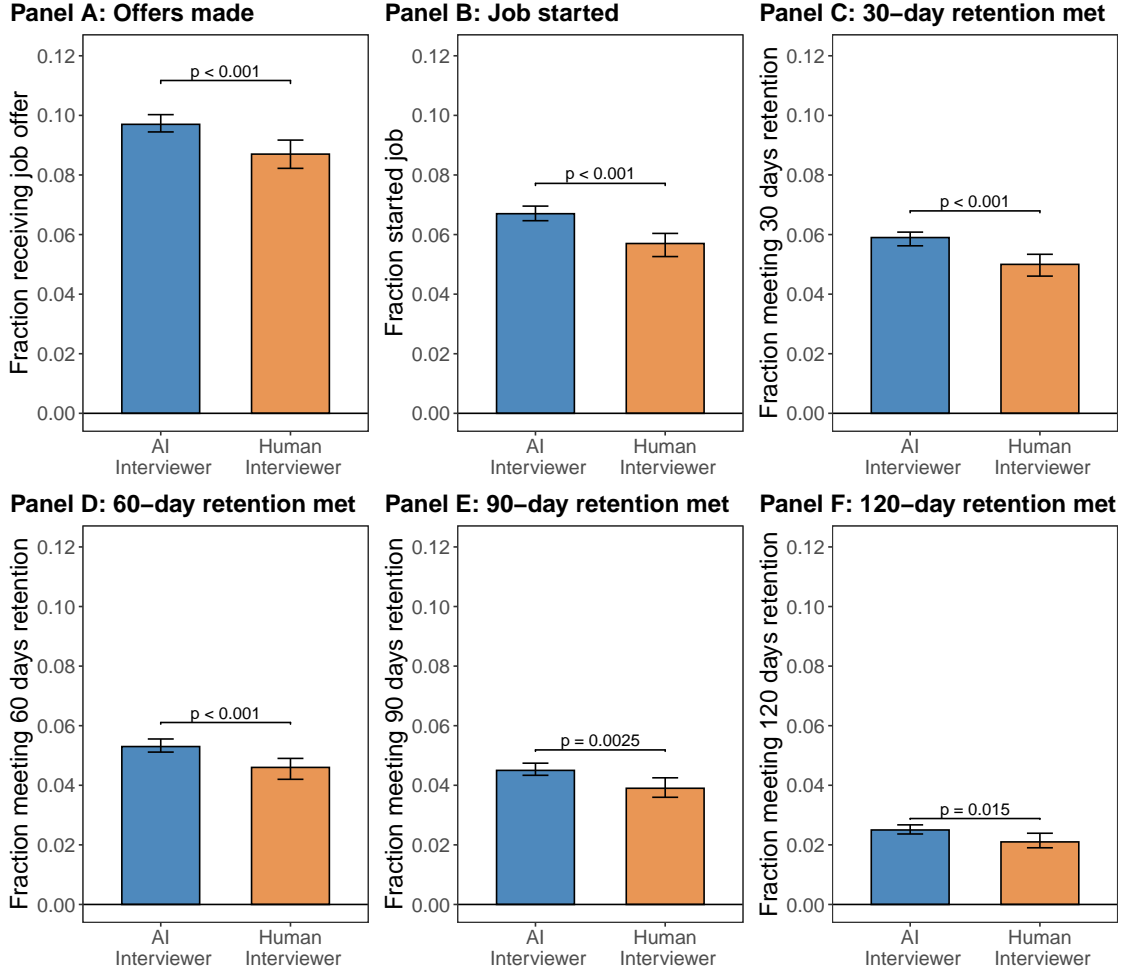 Panel A: Offers made
Fraction receiving job offer
0.12
0.10
0.08
0.06
0.04
0.02
0.00
p < 0.001
AI
Interviewer
Human
Interviewer
Panel B: Job started
Fraction started job
0.12
0.10
0.08
0.06
0.04
0.02
0.00
p < 0.001
AI
Interviewer
Human
Interviewer
Panel C: 30−day retention met
Fraction meeting 30 days retention
0.12
0.10
0.08
0.06
0.04
0.02
0.00
p < 0.001
AI
Interviewer
Human
Interviewer
Panel D: 60−day retention met
Fraction meeting 60 days retention
0.12
0.10
0.08
0.06
0.04
0.02
0.00
p < 0.001
AI
Interviewer
Human
Interviewer
Panel E: 90−day retention met
Fraction meeting 90 days retention
0.12
0.10
0.08
0.06
0.04
0.02
0.00
p = 0.0025
AI
Interviewer
Human
Interviewer
Panel F: 120−day retention met
Fraction meeting 120 days retention
0.12
0.10
0.08
0.06
0.04
0.02
0.00
p = 0.015
AI
Interviewer
Human
Interviewer